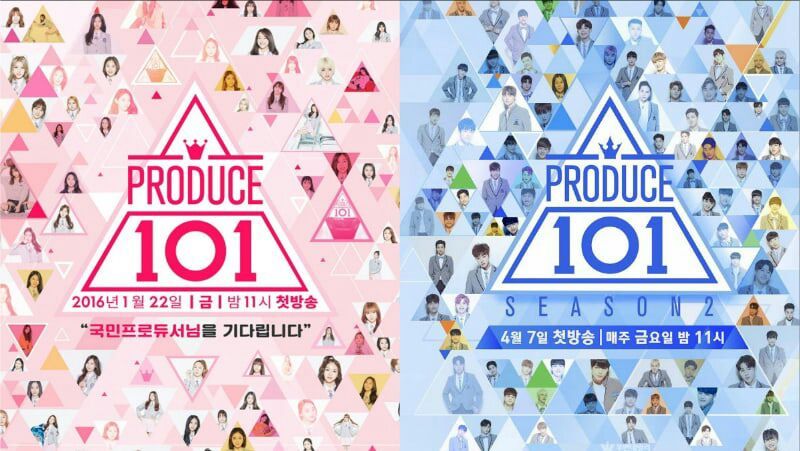 PRODUCE
101
2016년 1월 22일 | 금 | 밤 11시 첫방송
“국민프로듀서님을 기다립니다”
PRODUCE
101
SEASON 2
4월 7일 첫방송 | 매주 금요일 밤 11시